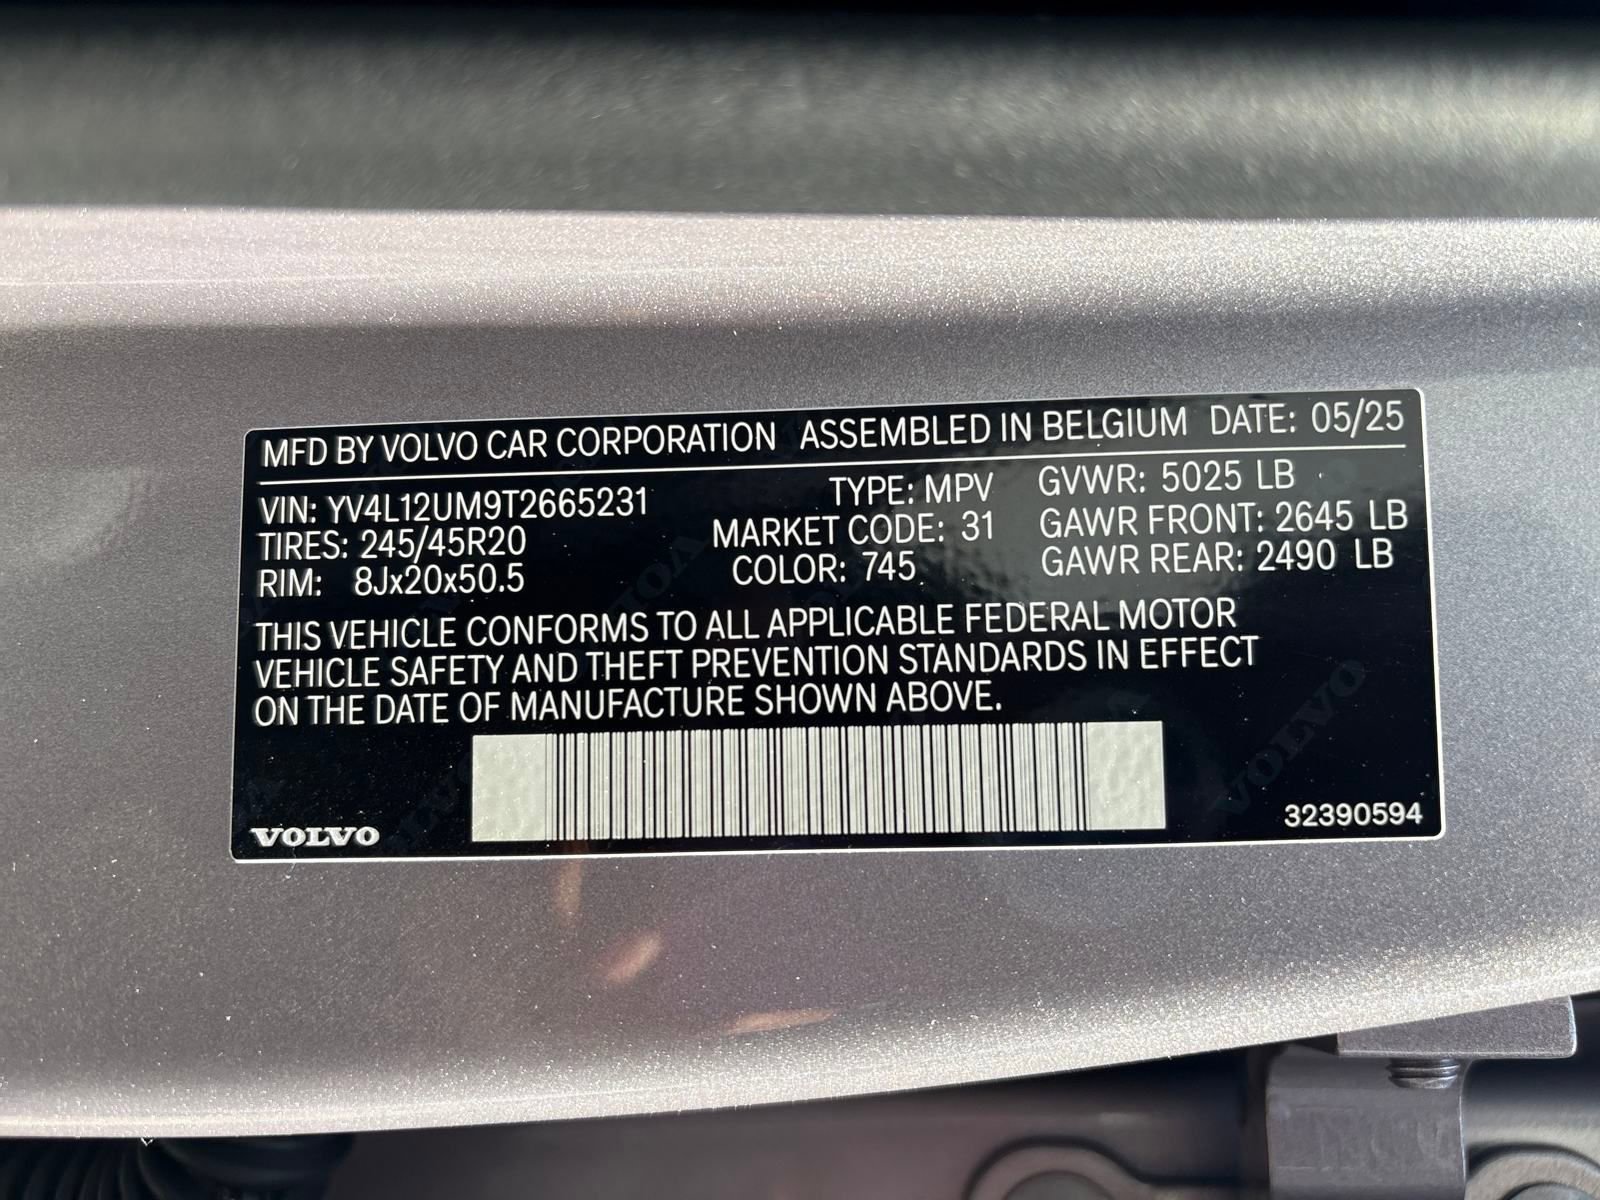 MFD BY VOLVO CAR CORPORATION ASSEMBLED IN BELGIUM DATE: 05/25
VIN: YV4L12UM9T2665231 TYPE: MPV GVWR: 5025 LB
TIRES: 245/45R20 MARKET CODE: 31 GAWR FRONT: 2645 LB
RIM: 8Jx20x50.5 COLOR: 745 GAWR REAR: 2490 LB
THIS VEHICLE CONFORMS TO ALL APPLICABLE FEDERAL MOTOR
VEHICLE SAFETY AND THEFT PREVENTION STANDARDS IN EFFECT
ON THE DATE OF MANUFACTURE SHOWN ABOVE.
VOLVO 32390594